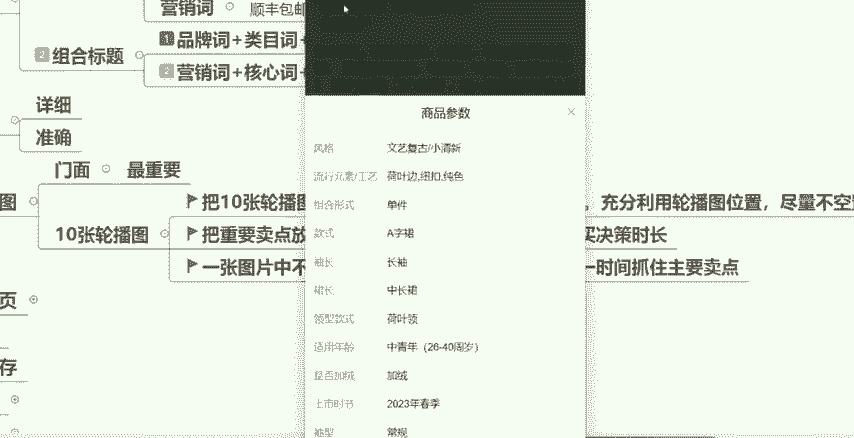 营销词
顺丰包邮
2 组合标题
1 品牌词+类目词+
2 营销词+核心词+
详细
准确
门面
最重要
图
10张轮播图
把10张轮播图
，充分利用轮播图位置，尽量不空
把重要卖点放
买决策时长
一张图片中不
一时间抓住主要卖点
页
存
商品参数
风格 文艺复古/小清新
流行元素/工艺 荷叶边,纽扣,纯色
组合形式 单件
款式 A字裙
袖长 长袖
裙长 中长裙
领型款式 荷叶领
适用年龄 中青年（26-40周岁）
是否加绒 加绒
上市时节 2023年春季
袖型 常规